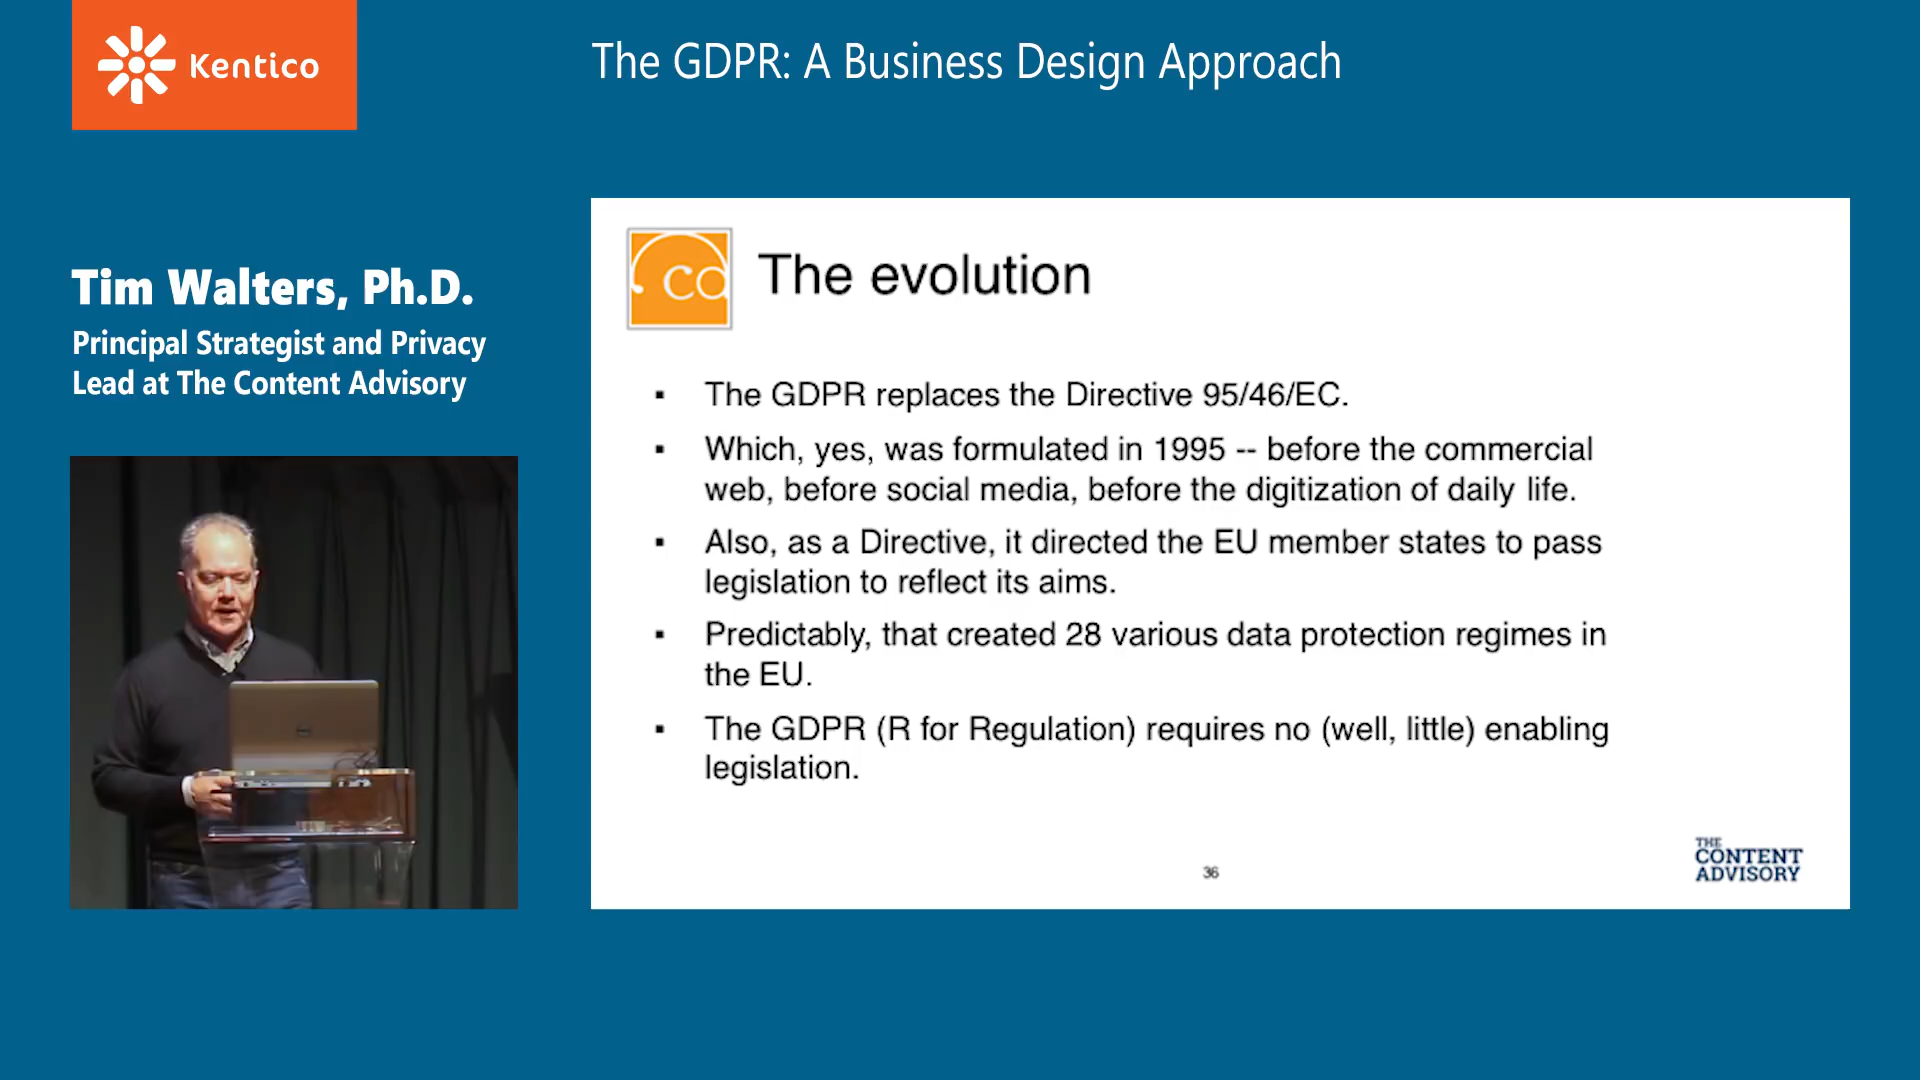 Kentico
The GDPR: A Business Design Approach
Tim Walters, Ph.D.
Principal Strategist and Privacy
Lead at The Content Advisory
ca
The evolution
▪ The GDPR replaces the Directive 95/46/EC.
▪ Which, yes, was formulated in 1995 -- before the commercial
web, before social media, before the digitization of daily life.
▪ Also, as a Directive, it directed the EU member states to pass
legislation to reflect its aims.
▪ Predictably, that created 28 various data protection regimes in
the EU.
▪ The GDPR (R for Regulation) requires no (well, little) enabling
legislation.
36
THE
CONTENT
ADVISORY